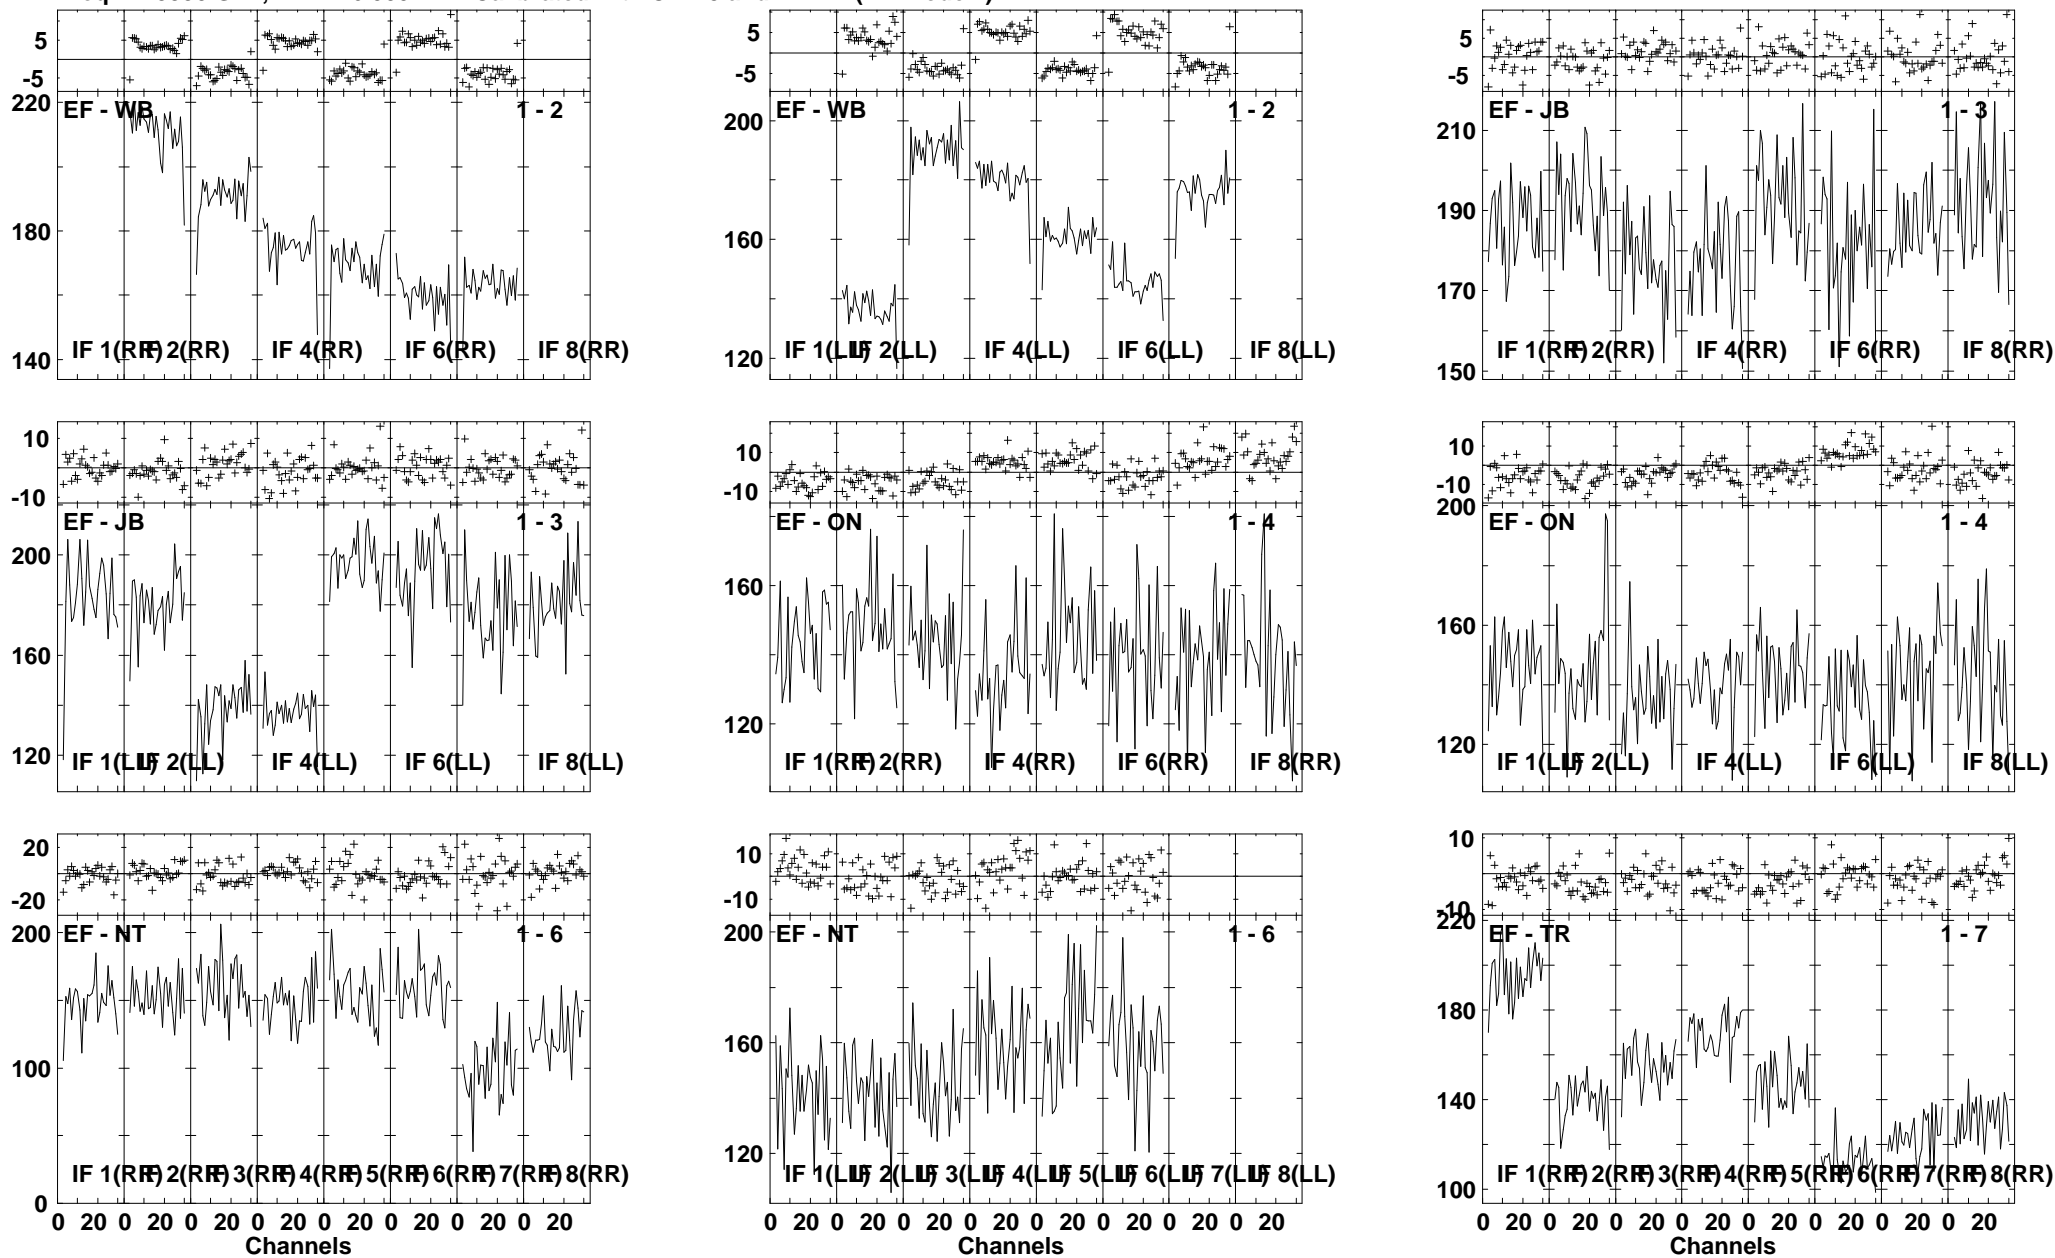 5
-5
220
EF - WB
1 - 2
180
140
IF 1(RR) IF 2(RR) IF 4(RR) IF 6(RR) IF 8(RR)
5
-5
200
EF - WB
1 - 2
160
120
IF 1(LL) IF 2(LL) IF 4(LL) IF 6(LL) IF 8(LL)
5
-5
210
EF - JB
1 - 3
190
170
150
IF 1(RR) IF 2(RR) IF 4(RR) IF 6(RR) IF 8(RR)
10
-10
EF - JB
1 - 3
200
160
120
IF 1(LL) IF 2(LL) IF 4(LL) IF 6(LL) IF 8(LL)
10
-10
EF - ON
1 - 4
160
120
IF 1(RR) IF 2(RR) IF 4(RR) IF 6(RR) IF 8(RR)
10
-10
200
EF - ON
1 - 4
160
120
IF 1(LL) IF 2(LL) IF 4(LL) IF 6(LL) IF 8(LL)
20
-20
200
EF - NT
1 - 6
100
0
IF 1(RR) IF 2(RR) IF 3(RR) IF 4(RR) IF 5(RR) IF 6(RR) IF 7(RR) IF 8(RR)
0 20 0 20 0 20 0 20 0 20 0 20 0 20 0 20
Channels
10
-10
200
EF - NT
1 - 6
160
120
IF 1(LL) IF 2(LL) IF 3(LL) IF 4(LL) IF 5(LL) IF 6(LL) IF 7(LL) IF 8(LL)
0 20 0 20 0 20 0 20 0 20 0 20 0 20 0 20
Channels
10
-10
220
EF - TR
1 - 7
180
140
100
IF 1(RR) IF 2(RR) IF 3(RR) IF 4(RR) IF 5(RR) IF 6(RR) IF 7(RR) IF 8(RR)
0 20 0 20 0 20 0 20 0 20 0 20 0 20 0 20
Channels